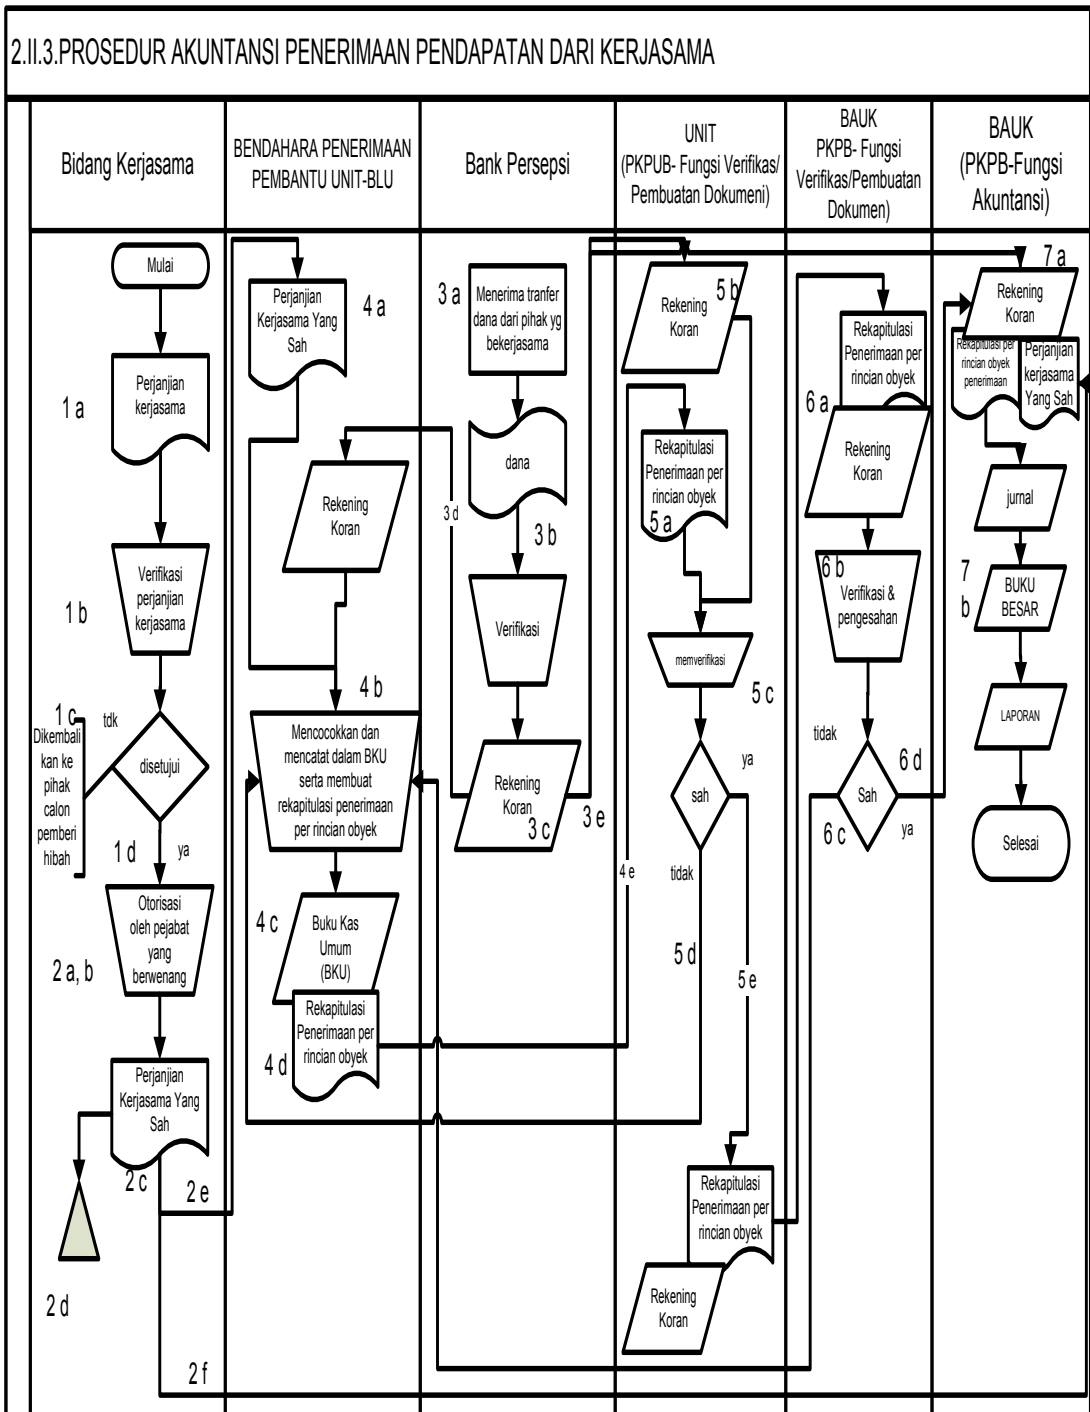 2.II.3.PROSEDUR AKUNTANSI PENERIMAAN PENDAPATAN DARI KERJASAMA
Bidang Kerjasama
BENDAHARA PENERIMAAN
PEMBANTU UNIT-BLU
Bank Persepsi
UNIT
(PKPUB- Fungsi Verifikas/
Pembuatan Dokumeni)
BAUK
PKPB- Fungsi
Verifikas/Pembuatan
Dokumen)
BAUK
(PKPB-Fungsi
Akuntansi)
Mulai
1 a
Perjanjian
kerjasama
1 b
Verifikasi
perjanjian
kerjasama
1 c
tdk
Dikembali
kan ke
pihak
calon
pemberi
hibah
disetujui
1 d
ya
Otorisasi
oleh pejabat
yang
berwenang
2 a, b
Perjanjian
Kerjasama Yang
Sah
2 c
2 e
2 d
2 f
Perjanjian
Kerjasama Yang
Sah
4 a
Rekening
Koran
4 b
Mencocokkan dan
mencatat dalam BKU
serta membuat
rekapitulasi penerimaan
per rincian obyek
4 c
Buku Kas
Umum
(BKU)
Rekapitulasi
Penerimaan per
rincian obyek
4 d
3 a
Menerima tranfer
dana dari pihak yg
bekerjasama
dana
3 d
3 b
Verifikasi
Rekening
Koran
3 c
3 e
5 b
Rekening
Koran
Rekapitulasi
Penerimaan per
rincian obyek
5 a
memverifikasi
5 c
ya
sah
4 e
tidak
5 d
5 e
Rekapitulasi
Penerimaan per
rincian obyek
Rekening
Koran
Rekapitulasi
Penerimaan per
rincian obyek
6 a
Rekening
Koran
6 b
Verifikasi &
pengesahan
tidak
6 d
Sah
6 c
ya
7 a
Rekening
Koran
Rekapitulasi per
rincian obyek
penerimaan
Perjanjian
kerjasama
Yang Sah
jurnal
7
b
BUKU
BESAR
LAPORAN
Selesai